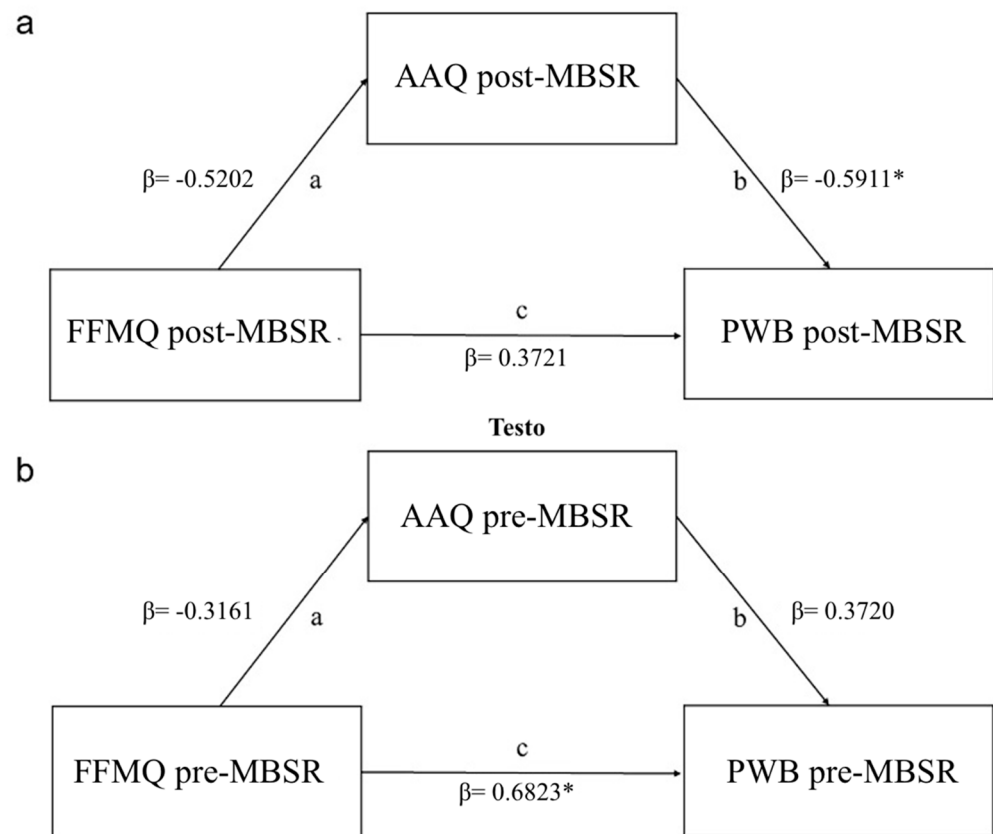 a
AAQ post-MBSR
β= -0.5202
a
b
β= -0.5911*
FFMQ post-MBSR
c
β= 0.3721
PWB post-MBSR
Testo
b
AAQ pre-MBSR
β= -0.3161
a
b
β= 0.3720
FFMQ pre-MBSR
c
β= 0.6823*
PWB pre-MBSR